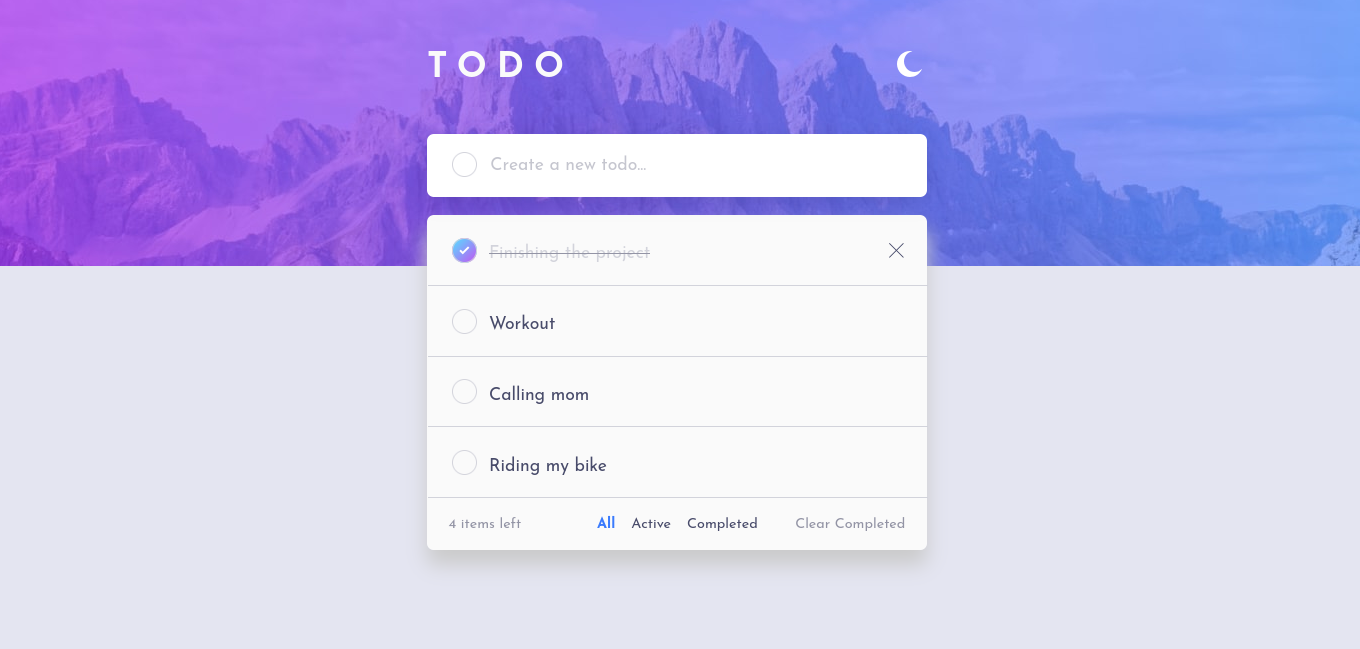 TODO
Create a new todo...
Finishing the project
Workout
Calling mom
Riding my bike
4 items left All Active Completed Clear Completed